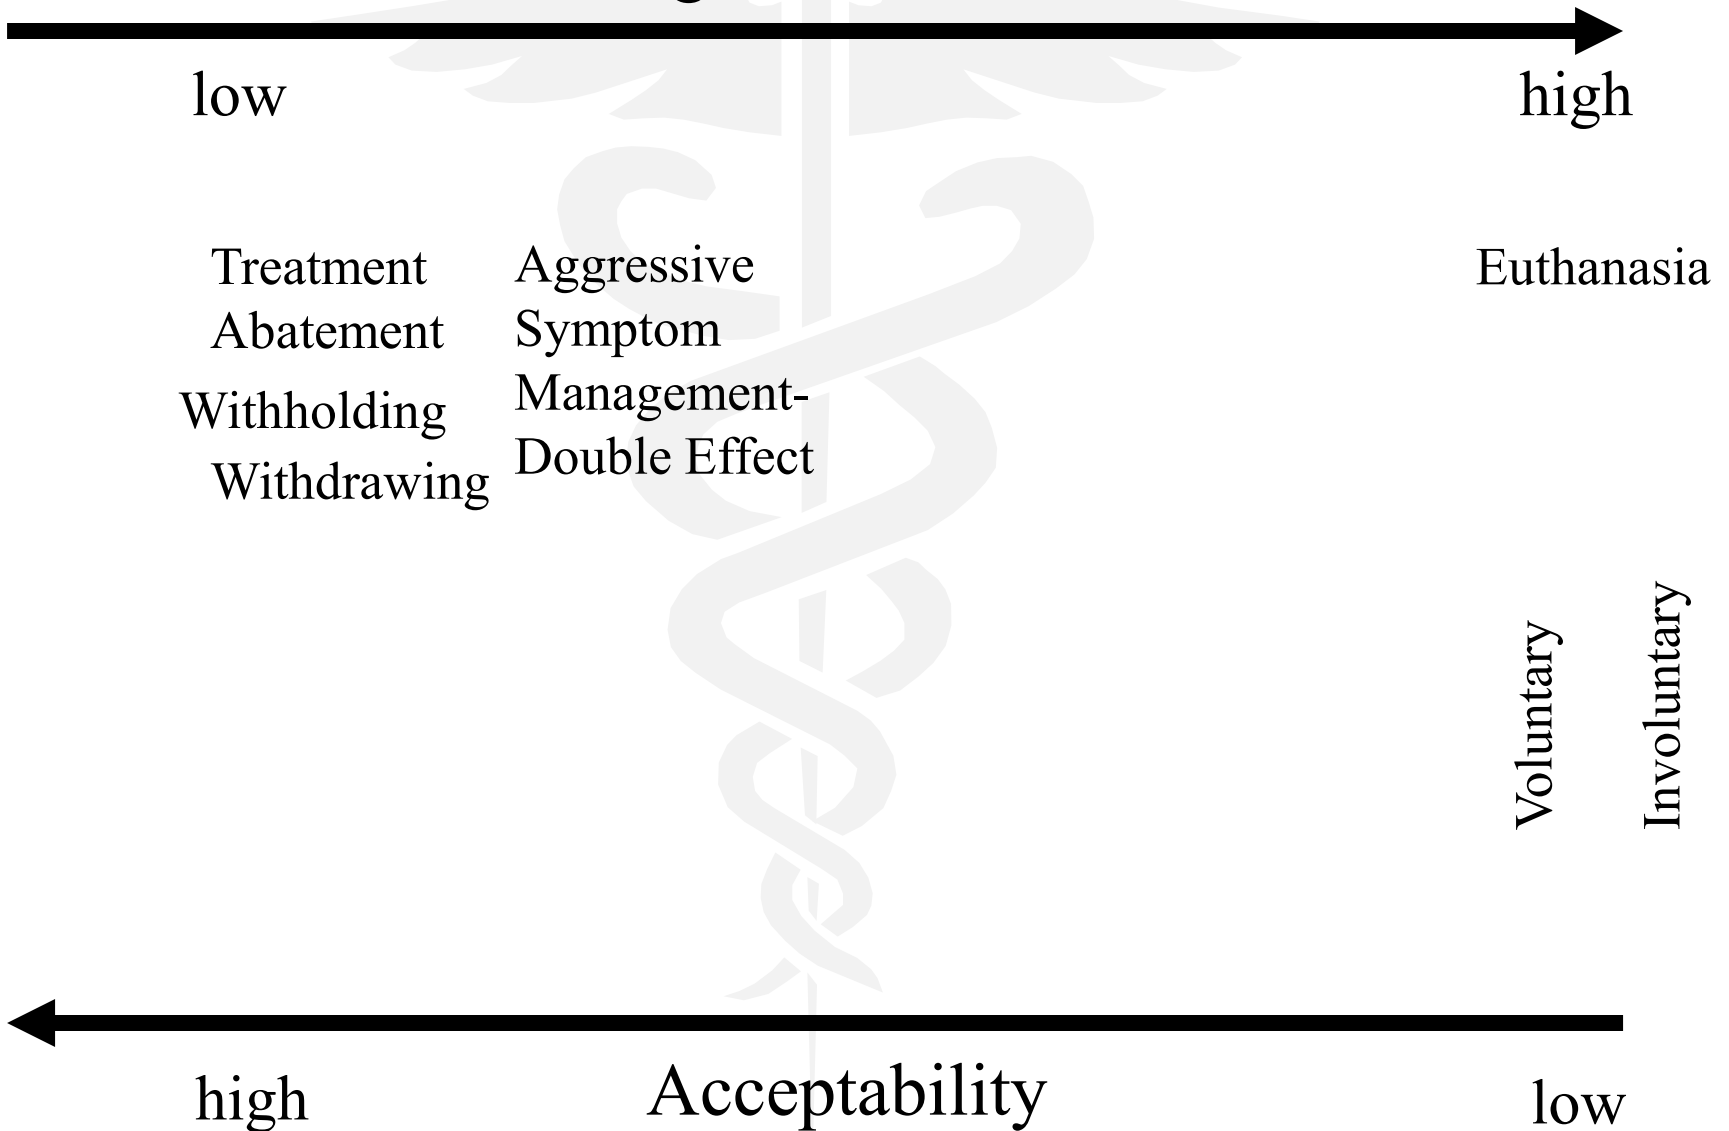 low
high
Treatment
Abatement
Withholding
Withdrawing
Aggressive
Symptom
Management-
Double Effect
Euthanasia
Voluntary
Involuntary
high
Acceptability
low